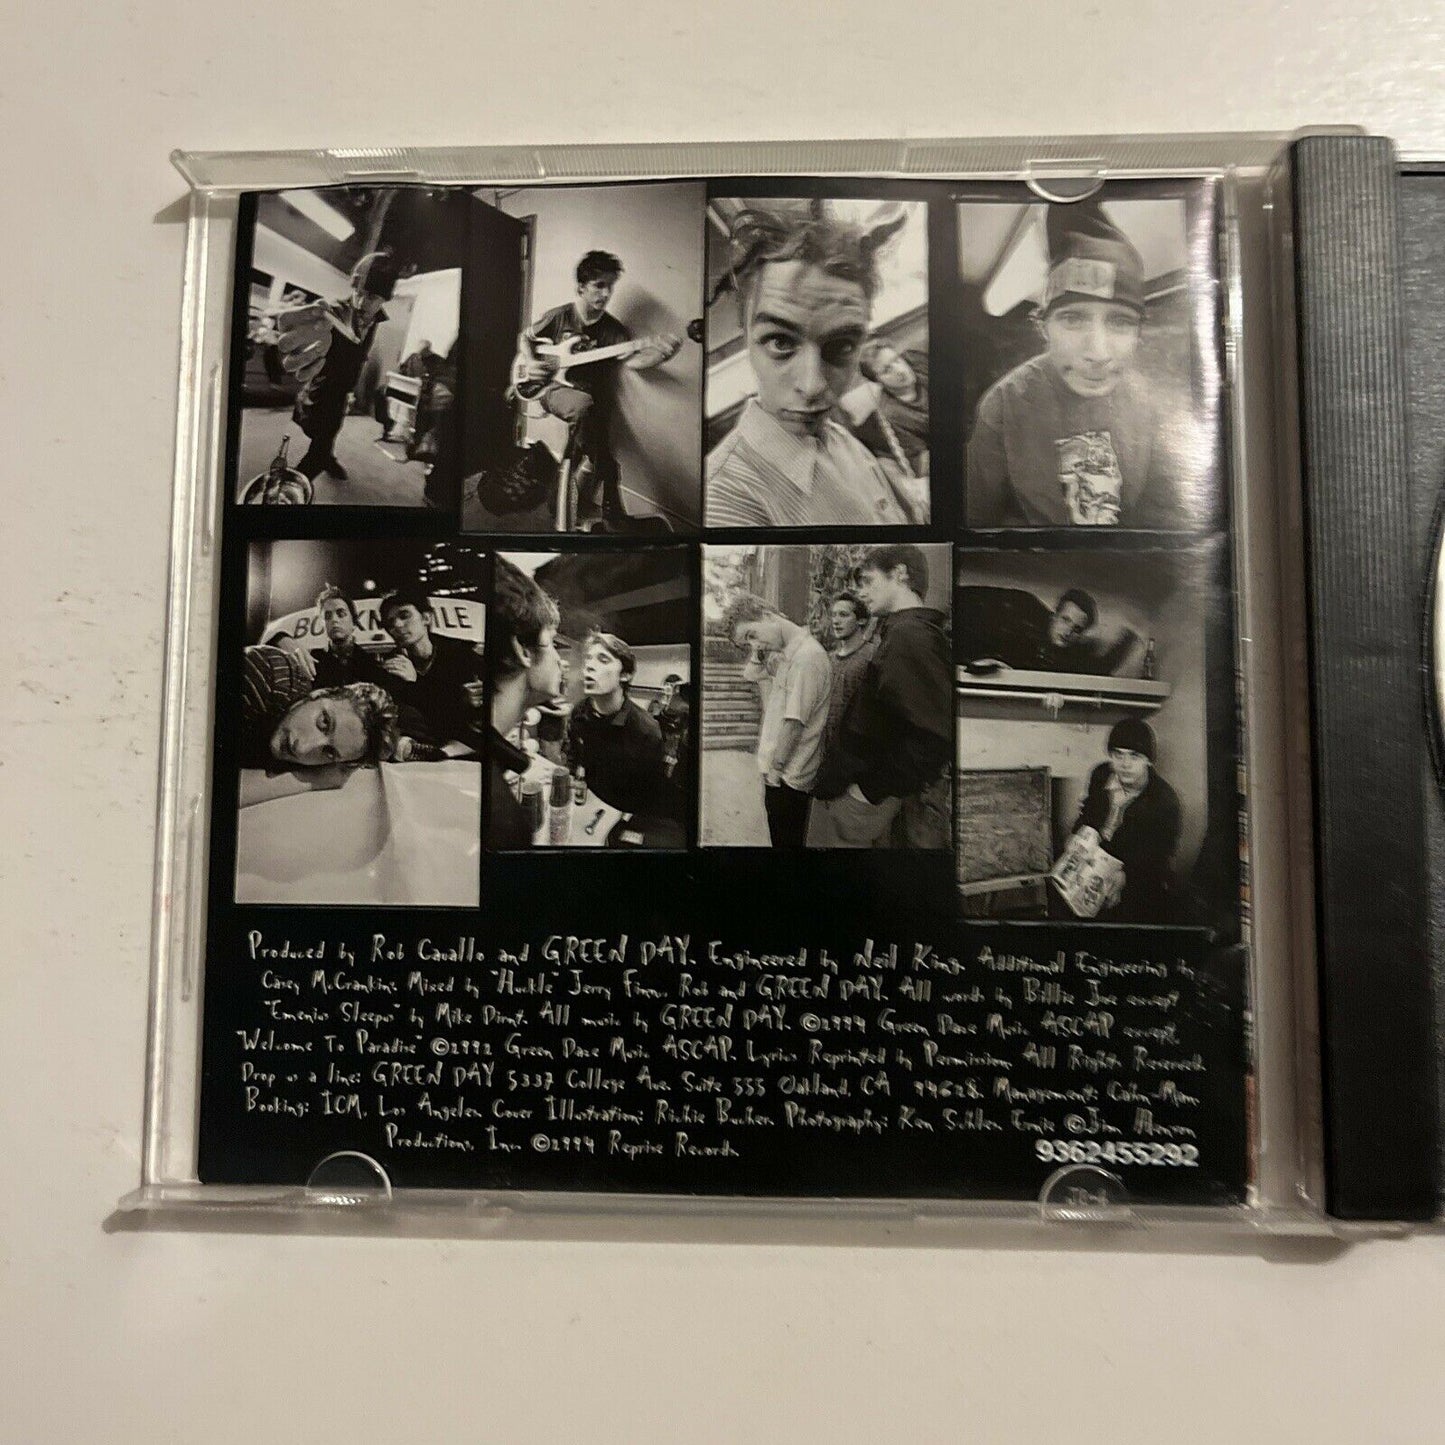 BOOKMOBILE
Produced by Rob Cavallo and GREEN DAY. Engineered by Neil King. Additional Engineering by
Casey McCrankin. Mixed by "Huckle" Jerry Finn, Rob and GREEN DAY. All words by Billie Joe except
"Emenius Sleepus" by Mike Dirnt. All music by GREEN DAY. ©1994 Green Daze Music ASCAP except
"Welcome To Paradise" ©1992 Green Daze Music ASCAP. Lyrics Reprinted by Permission. All Rights Reserved.
Drop us a line: GREEN DAY 5337 College Ave. Suite 555 Oakland, CA 94628. Management: Cahn-Man.
Booking: ICM, Los Angeles. Cover Illustration: Richie Bucher. Photography: Ken Schles. Ernie ©Jim Henson
Productions, Inc. ©1994 Reprise Records.
9362455292